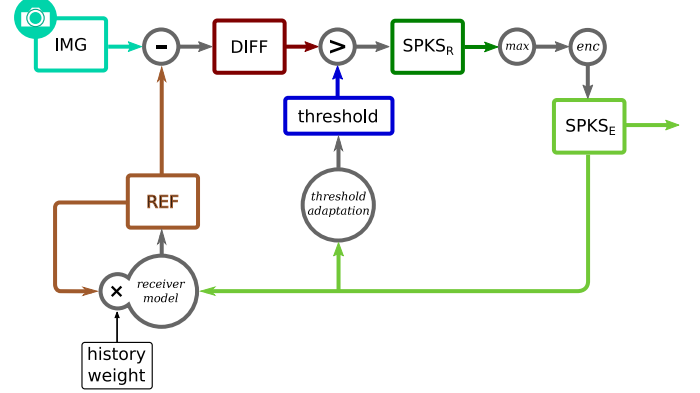 IMG
-
DIFF
>
SPKS_R
max
enc
SPKS_E
threshold
threshold
adaptation
REF
×
receiver
model
history
weight